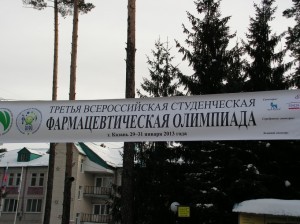 ТРЕТЬЯ ВСЕРОССИЙСКАЯ СТУДЕНЧЕСКАЯ
ФАРМАЦЕВТИЧЕСКАЯ ОЛИМПИАДА
г. Казань 29-31 января 2013 года